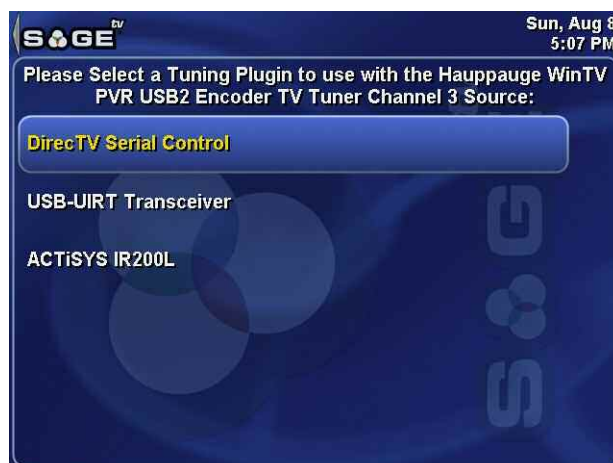 SAGE tv
Sun, Aug 8
5:07 PM
Please Select a Tuning Plugin to use with the Hauppauge WinTV
PVR USB2 Encoder TV Tuner Channel 3 Source:
DirecTV Serial Control
USB-UIRT Transceiver
ACTiSYS IR200L
SAG